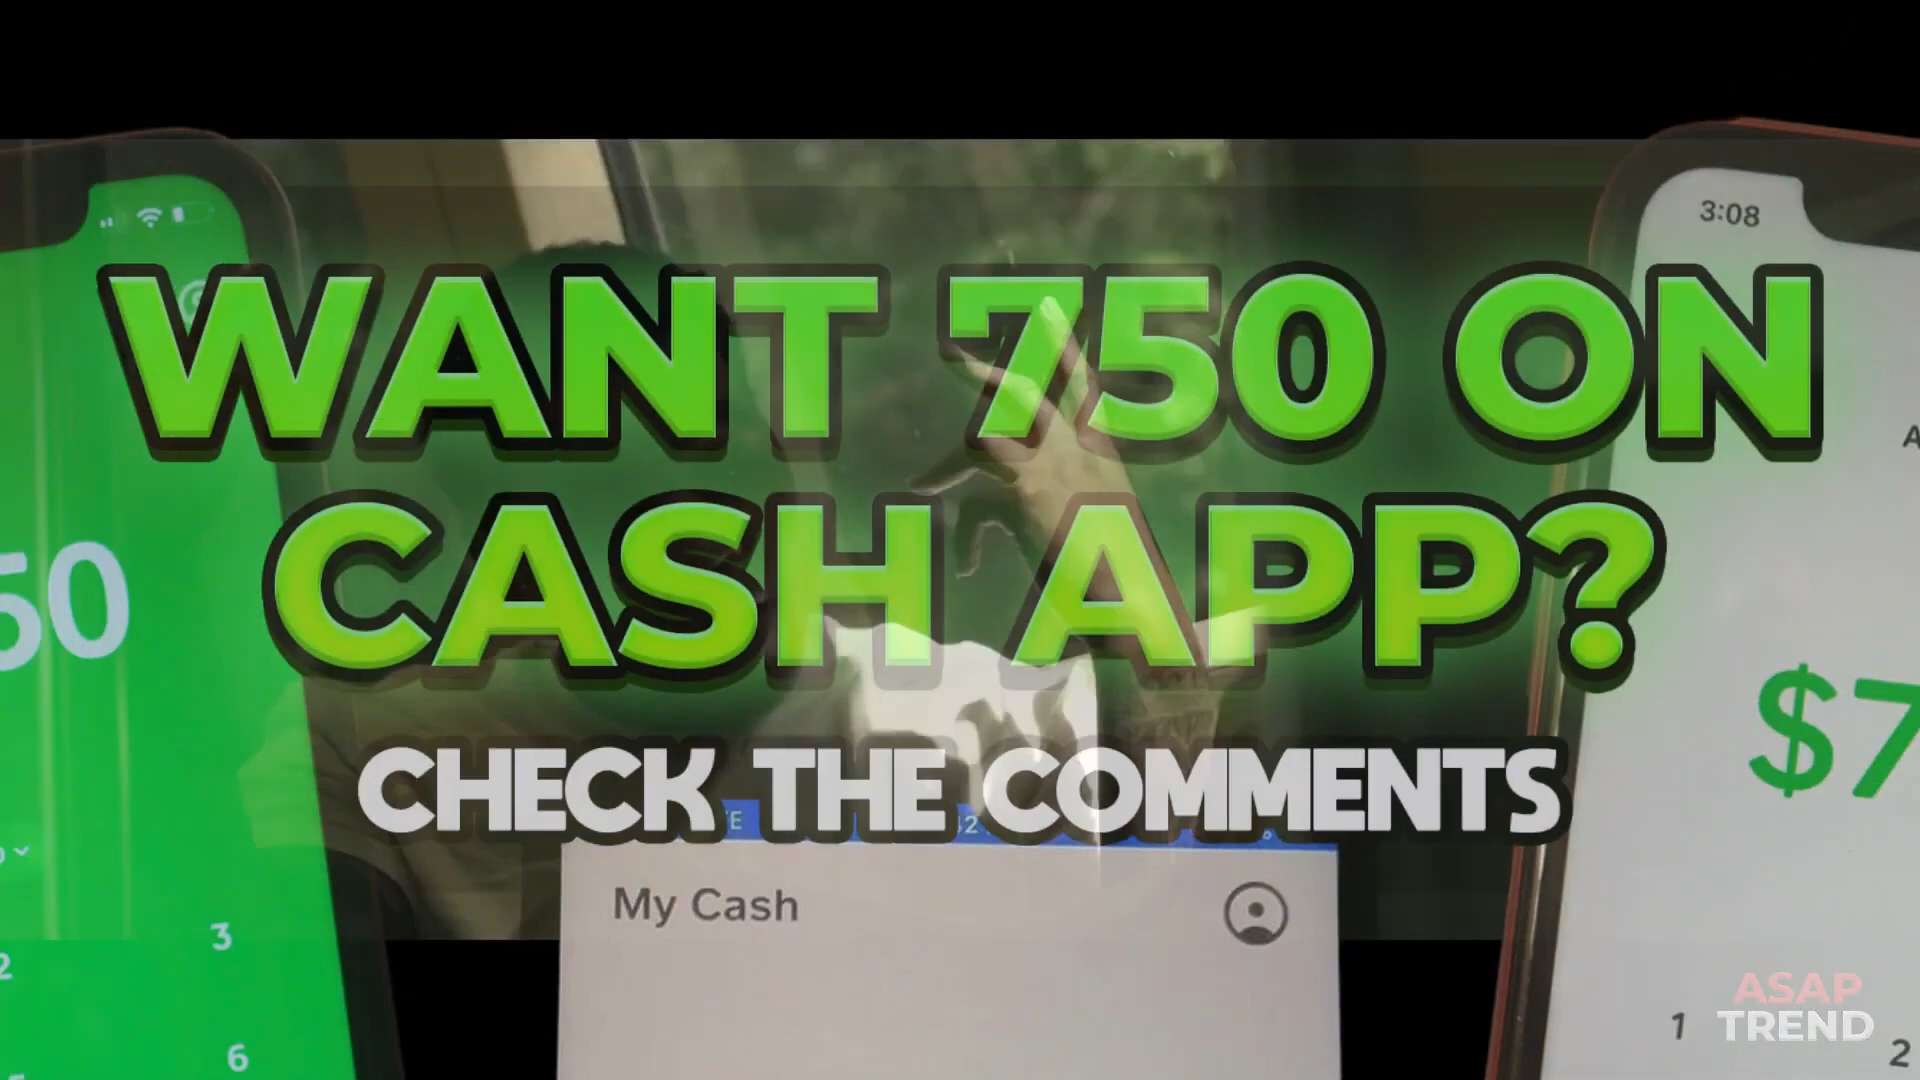 3:08
WANT 750 ON
CASH APP?
50
$7
CHECK THE COMMENTS
My Cash
3
2
6
ASAP
TREND
1
2